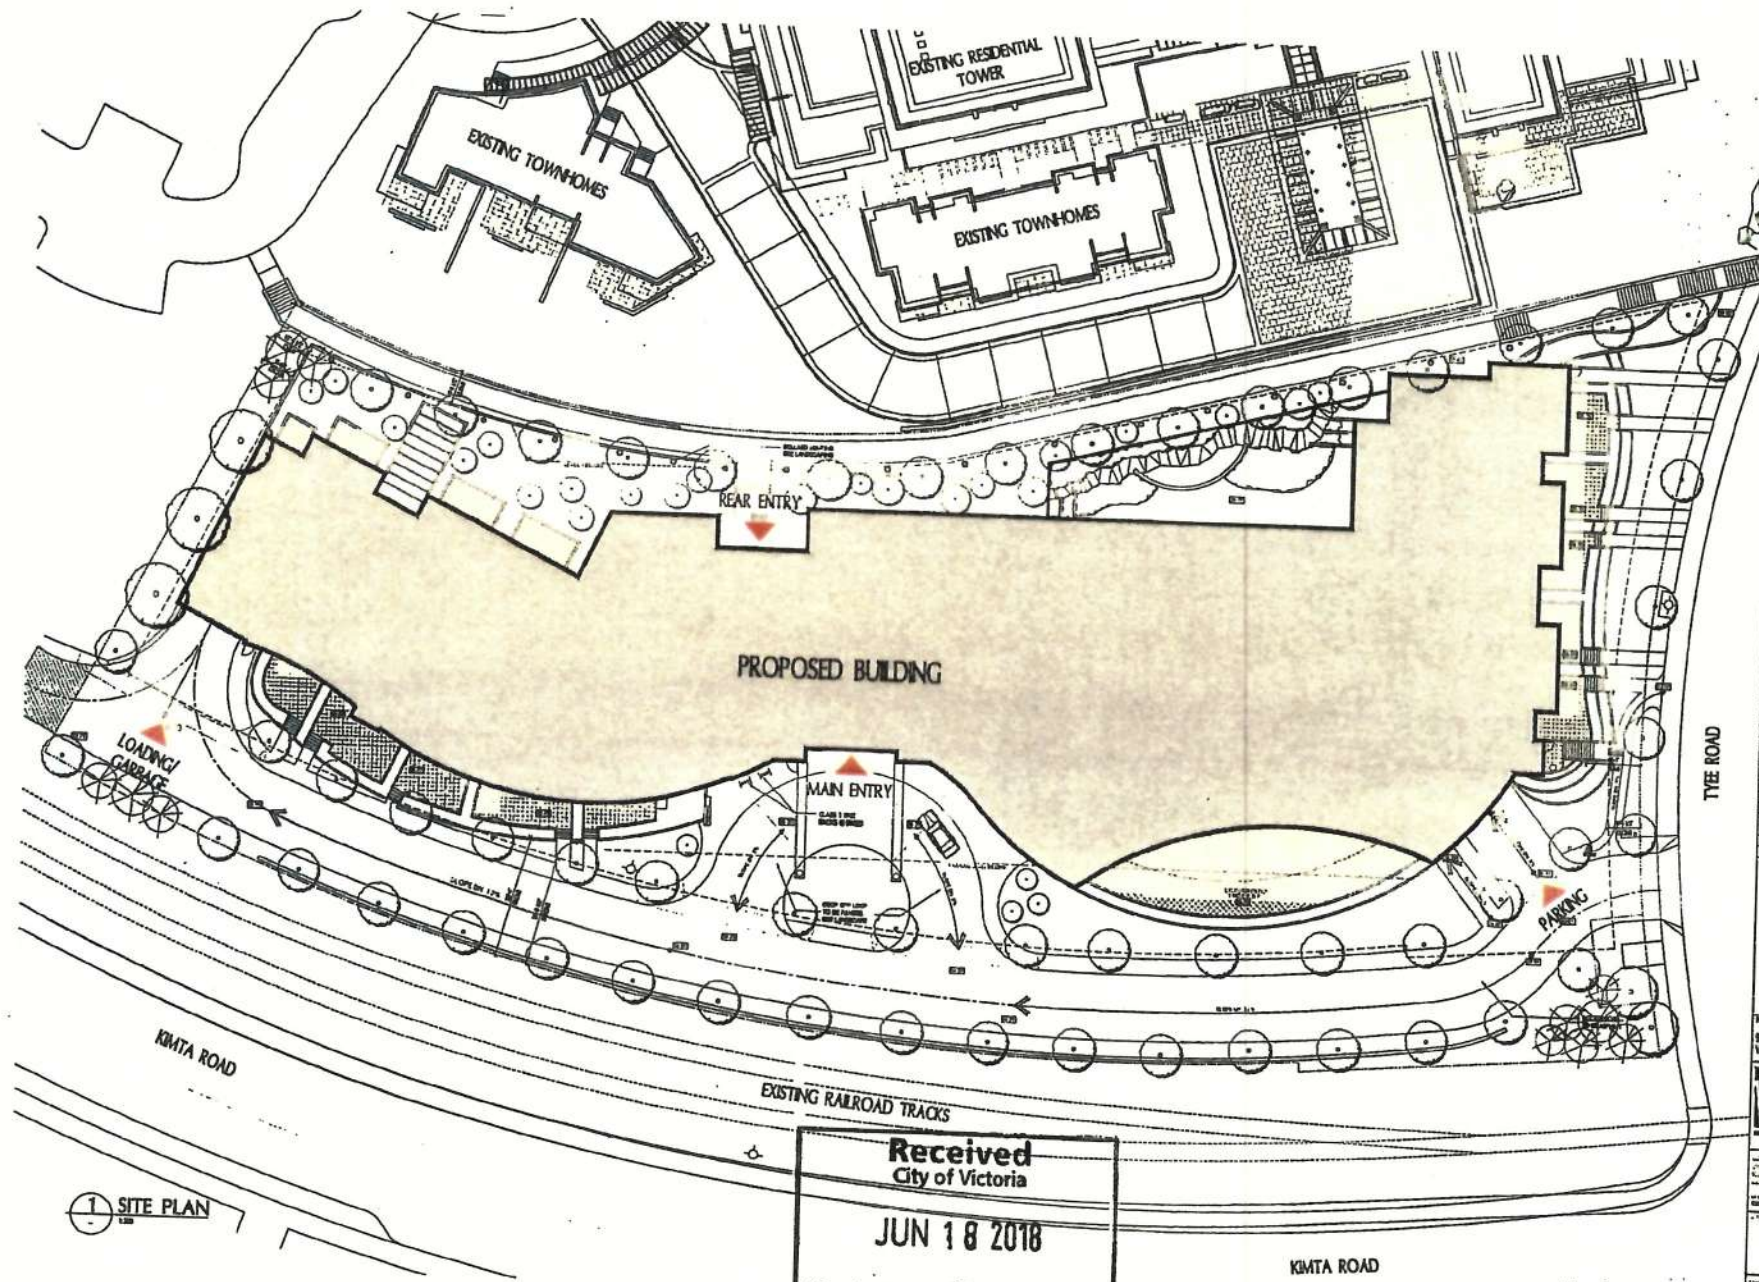 EXISTING RESIDENTIAL
TOWER
EXISTING TOWNHOMES
EXISTING TOWNHOMES
REAR ENTRY
PROPOSED BUILDING
LOADING/
GARBAGE
MAIN ENTRY
PARKING
TYEE ROAD
KIMTA ROAD
EXISTING RAILROAD TRACKS
Received
City of Victoria
JUN 18 2018
1 SITE PLAN
KIMTA ROAD